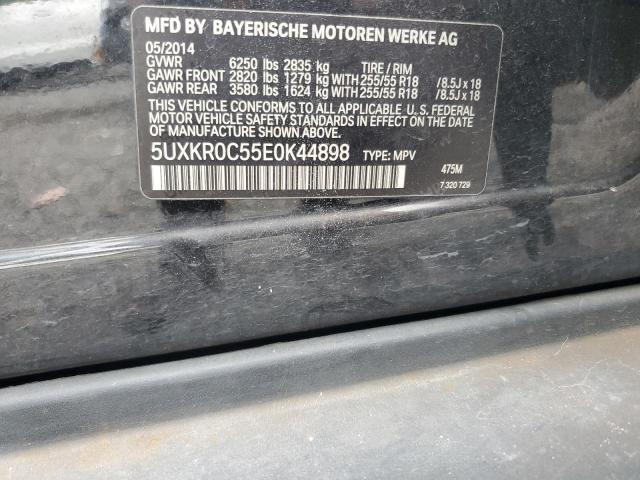 MFD BY BAYERISCHE MOTOREN WERKE AG
05/2014
GVWR 6250 lbs 2835 kg TIRE / RIM
GAWR FRONT 2820 lbs 1279 kg WITH 255/55 R18 /8.5J x 18
GAWR REAR 3580 lbs 1624 kg WITH 255/55 R18 /8.5J x 18
THIS VEHICLE CONFORMS TO ALL APPLICABLE U. S. FEDERAL
MOTOR VEHICLE SAFETY STANDARDS IN EFFECT ON THE DATE OF
MANUFACTURE SHOWN ABOVE.
5UXKR0C55E0K44898 TYPE: MPV
475M
7 320 729